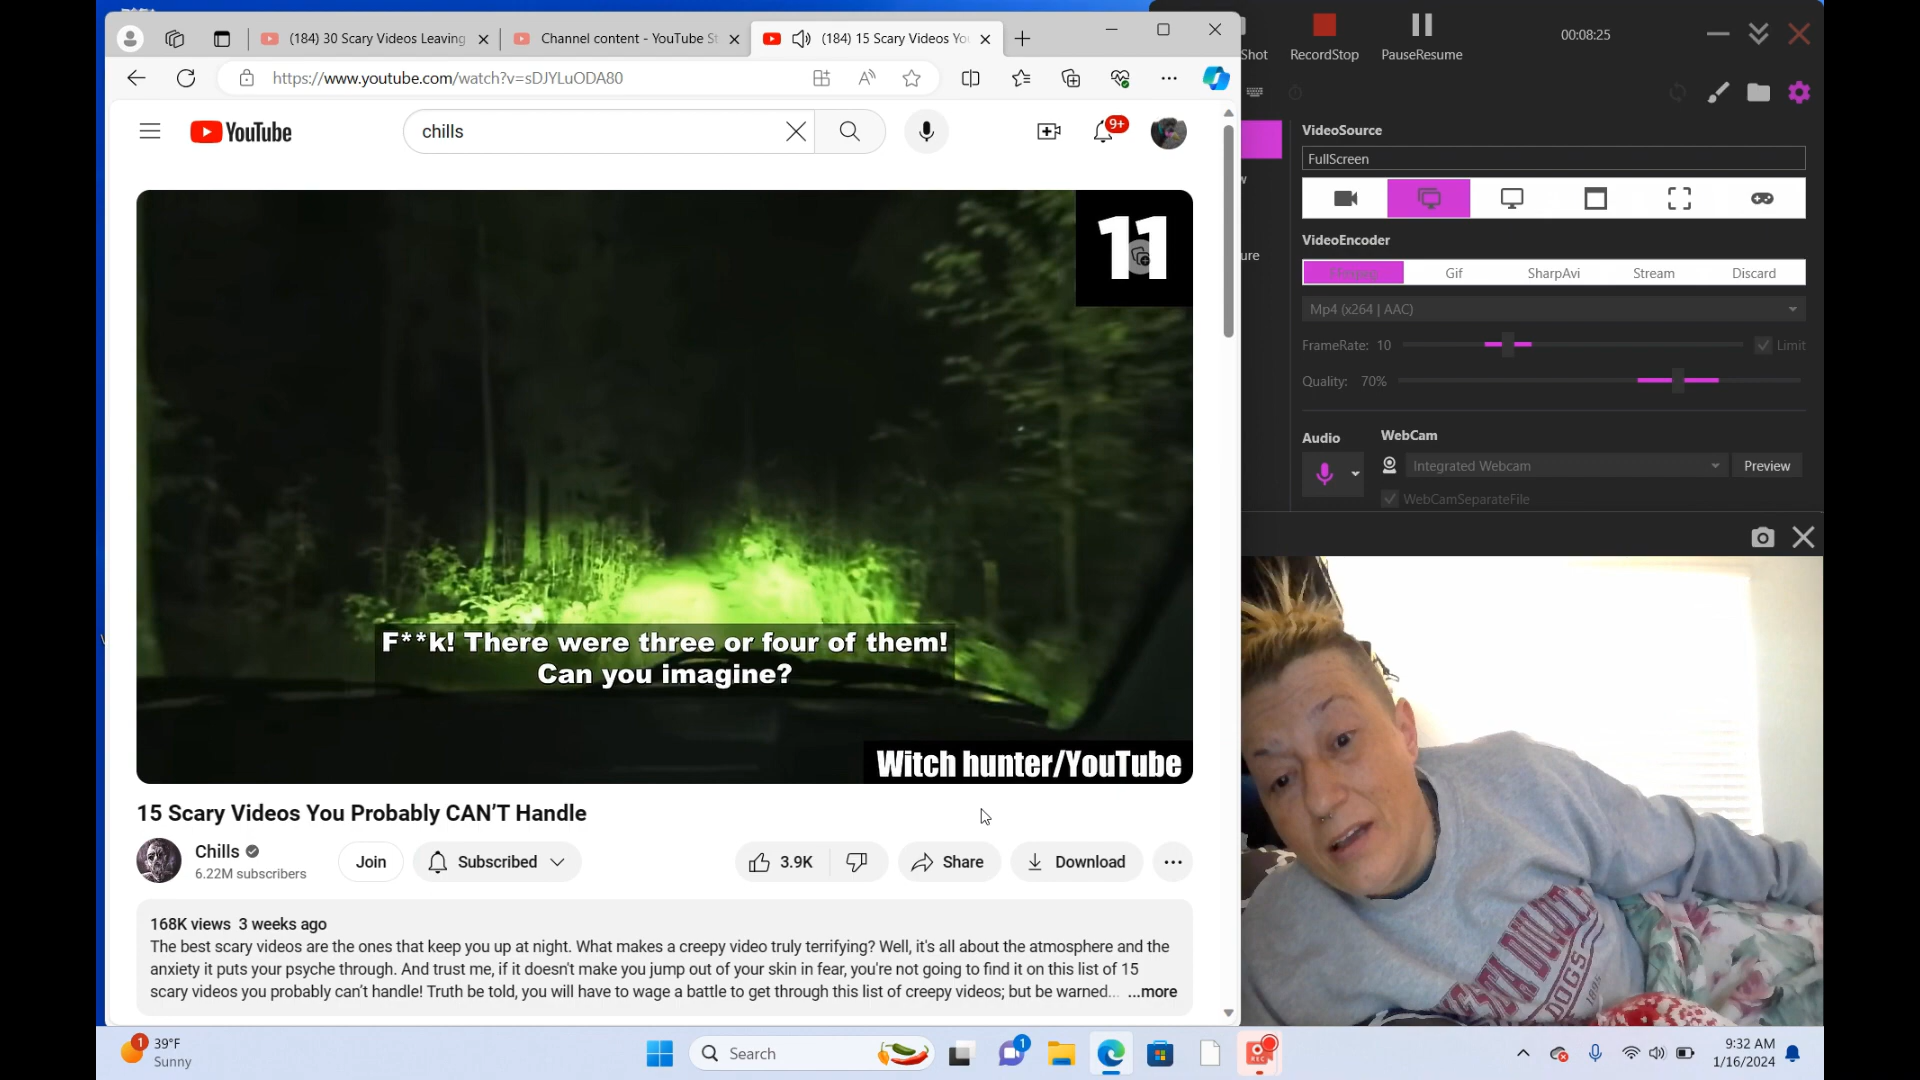 (184) 30 Scary Videos Leaving
Channel content - YouTube St
(184) 15 Scary Videos You
https://www.youtube.com/watch?v=sDJYLuODA80
YouTube
chills
9+
11
F**k! There were three or four of them!
Can you imagine?
Witch hunter/YouTube
15 Scary Videos You Probably CAN'T Handle
Chills
6.22M subscribers
Join
Subscribed
3.9K
Share
Download
168K views 3 weeks ago
The best scary videos are the ones that keep you up at night. What makes a creepy video truly terrifying? Well, it's all about the atmosphere and the
anxiety it puts your psyche through. And trust me, if it doesn't make you jump out of your skin in fear, you're not going to find it on this list of 15
scary videos you probably can't handle! Truth be told, you will have to wage a battle to get through this list of creepy videos; but be warned... ...more
Shot
RecordStop
PauseResume
00:08:25
VideoSource
FullScreen
w
ure
VideoEncoder
Gif
SharpAvi
Stream
Discard
Mp4 (x264 | AAC)
FrameRate: 10
Limit
Quality: 70%
Audio
WebCam
Integrated Webcam
Preview
WebCamSeparateFile
DOGS
1
39°F
Sunny
Search
1
REC
9:32 AM
1/16/2024